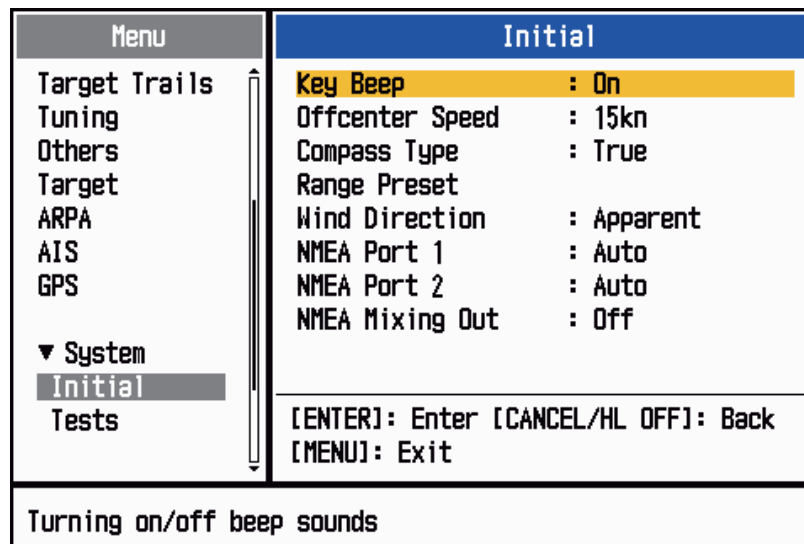 Menu
Target Trails
Tuning
Others
Target
ARPA
AIS
GPS
▼ System
Initial
Tests
Initial
Key Beep : On
Offcenter Speed : 15kn
Compass Type : True
Range Preset
Wind Direction : Apparent
NMEA Port 1 : Auto
NMEA Port 2 : Auto
NMEA Mixing Out : Off
[ENTER]: Enter [CANCEL/HL OFF]: Back
[MENU]: Exit
Turning on/off beep sounds